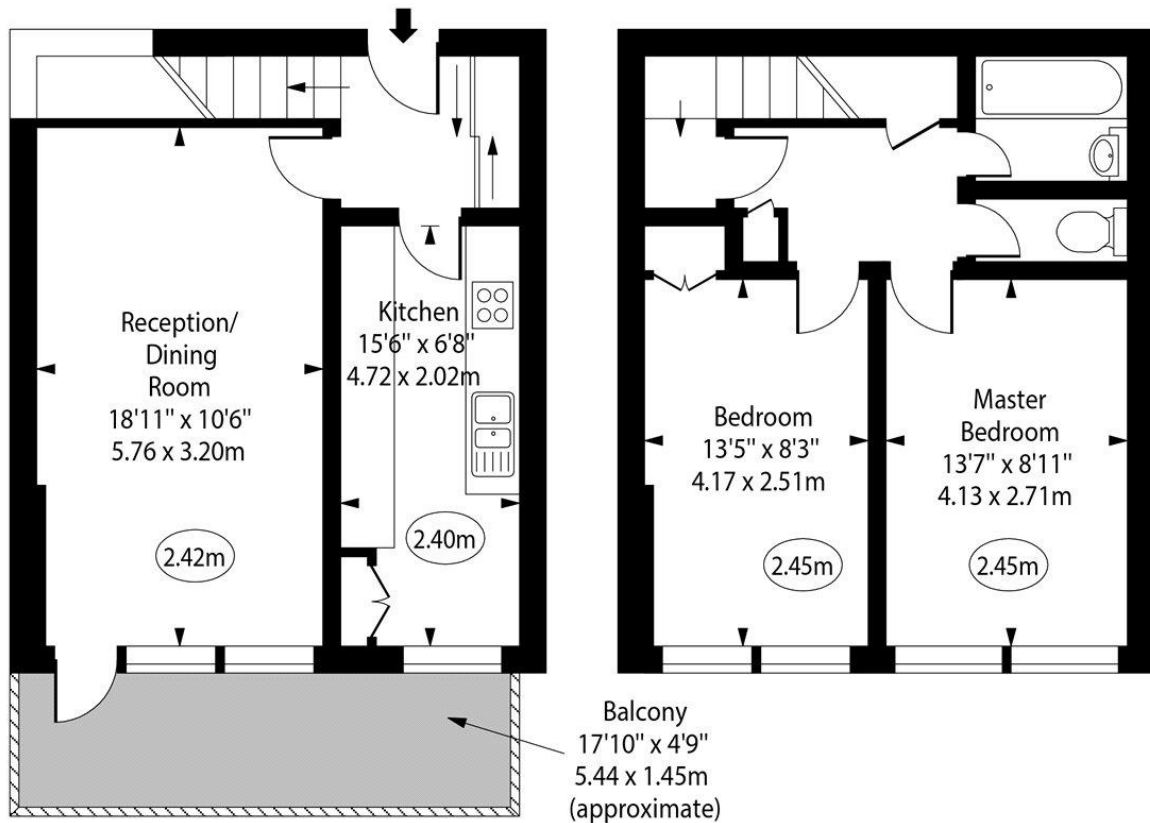 Reception/
Dining
Room
18'11" x 10'6"
5.76 x 3.20m
2.42m
Kitchen
15'6" x 6'8"
4.72 x 2.02m
2.40m
Bedroom
13'5" x 8'3"
4.17 x 2.51m
2.45m
Master
Bedroom
13'7" x 8'11"
4.13 x 2.71m
2.45m
Balcony
17'10" x 4'9"
5.44 x 1.45m
(approximate)